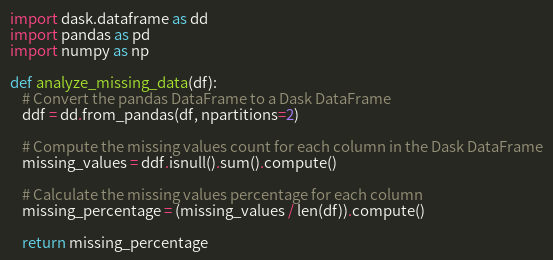 import dask.dataframe as dd
import pandas as pd
import numpy as np

def analyze_missing_data(df):
    # Convert the pandas DataFrame to a Dask DataFrame
    ddf = dd.from_pandas(df, npartitions=2)

    # Compute the missing values count for each column in the Dask DataFrame
    missing_values = ddf.isnull().sum().compute()

    # Calculate the missing values percentage for each column
    missing_percentage = (missing_values / len(df)).compute()

    return missing_percentage